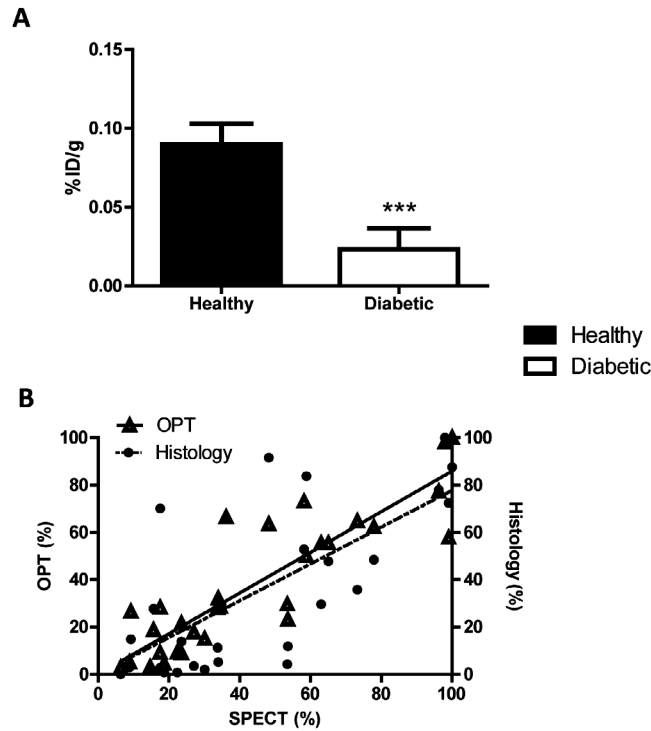 A
0.15
0.10
0.05
0.00
%ID/g
***
Healthy
Diabetic
Healthy
Diabetic
B
OPT
Histology
100
80
60
40
20
0
OPT (%)
100
80
60
40
20
0
Histology (%)
0 20 40 60 80 100
SPECT (%)